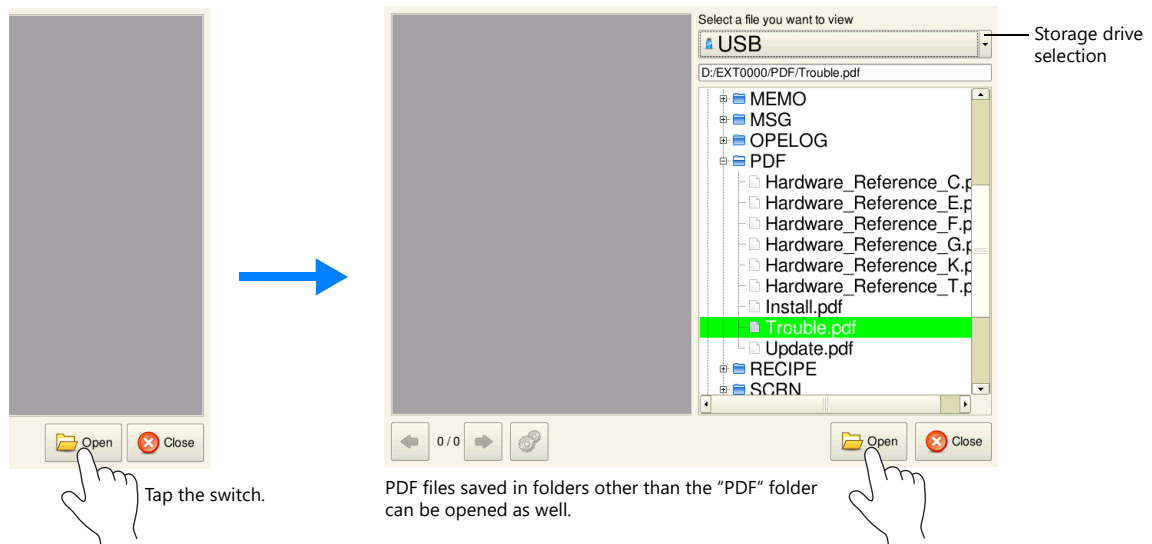 Open
Close
Tap the switch.
Select a file you want to view
USB
D:/EXT0000/PDF/Trouble.pdf
Storage drive
selection
MEMO
MSG
OPELOG
PDF
Hardware_Reference_C.p
Hardware_Reference_E.p
Hardware_Reference_F.p
Hardware_Reference_G.p
Hardware_Reference_K.p
Hardware_Reference_T.p
Install.pdf
Trouble.pdf
Update.pdf
RECIPE
SCRN
0 / 0
Open
Close
PDF files saved in folders other than the “PDF“ folder
can be opened as well.